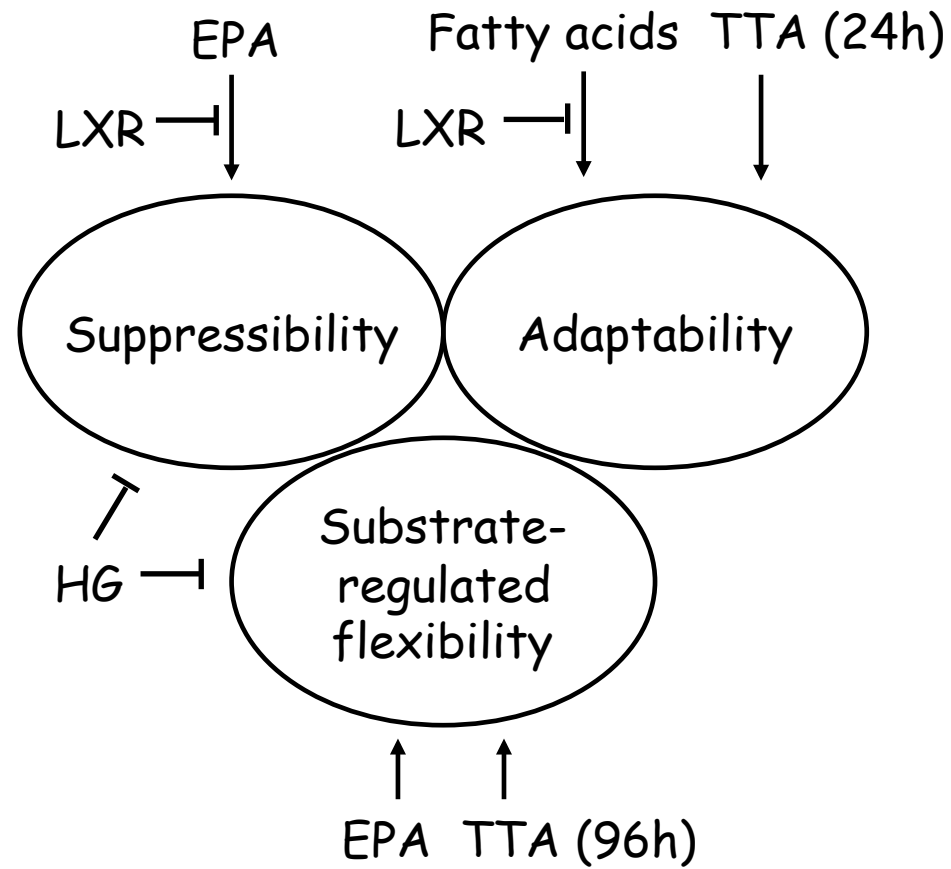 EPA
Fatty acids TTA (24h)
LXR
LXR
Suppressibility
Adaptability
Substrate-
regulated
flexibility
HG
EPA TTA (96h)